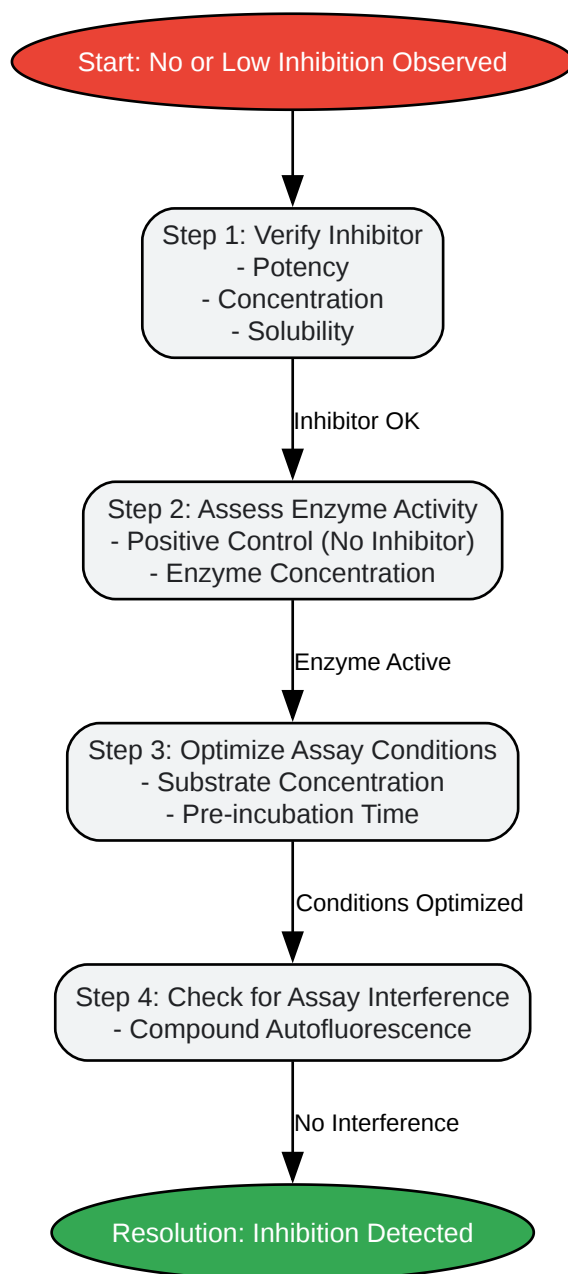 Start: No or Low Inhibition Observed
Step 1: Verify Inhibitor
- Potency
- Concentration
- Solubility
Inhibitor OK
Step 2: Assess Enzyme Activity
- Positive Control (No Inhibitor)
- Enzyme Concentration
Enzyme Active
Step 3: Optimize Assay Conditions
- Substrate Concentration
- Pre-incubation Time
Conditions Optimized
Step 4: Check for Assay Interference
- Compound Autofluorescence
No Interference
Resolution: Inhibition Detected